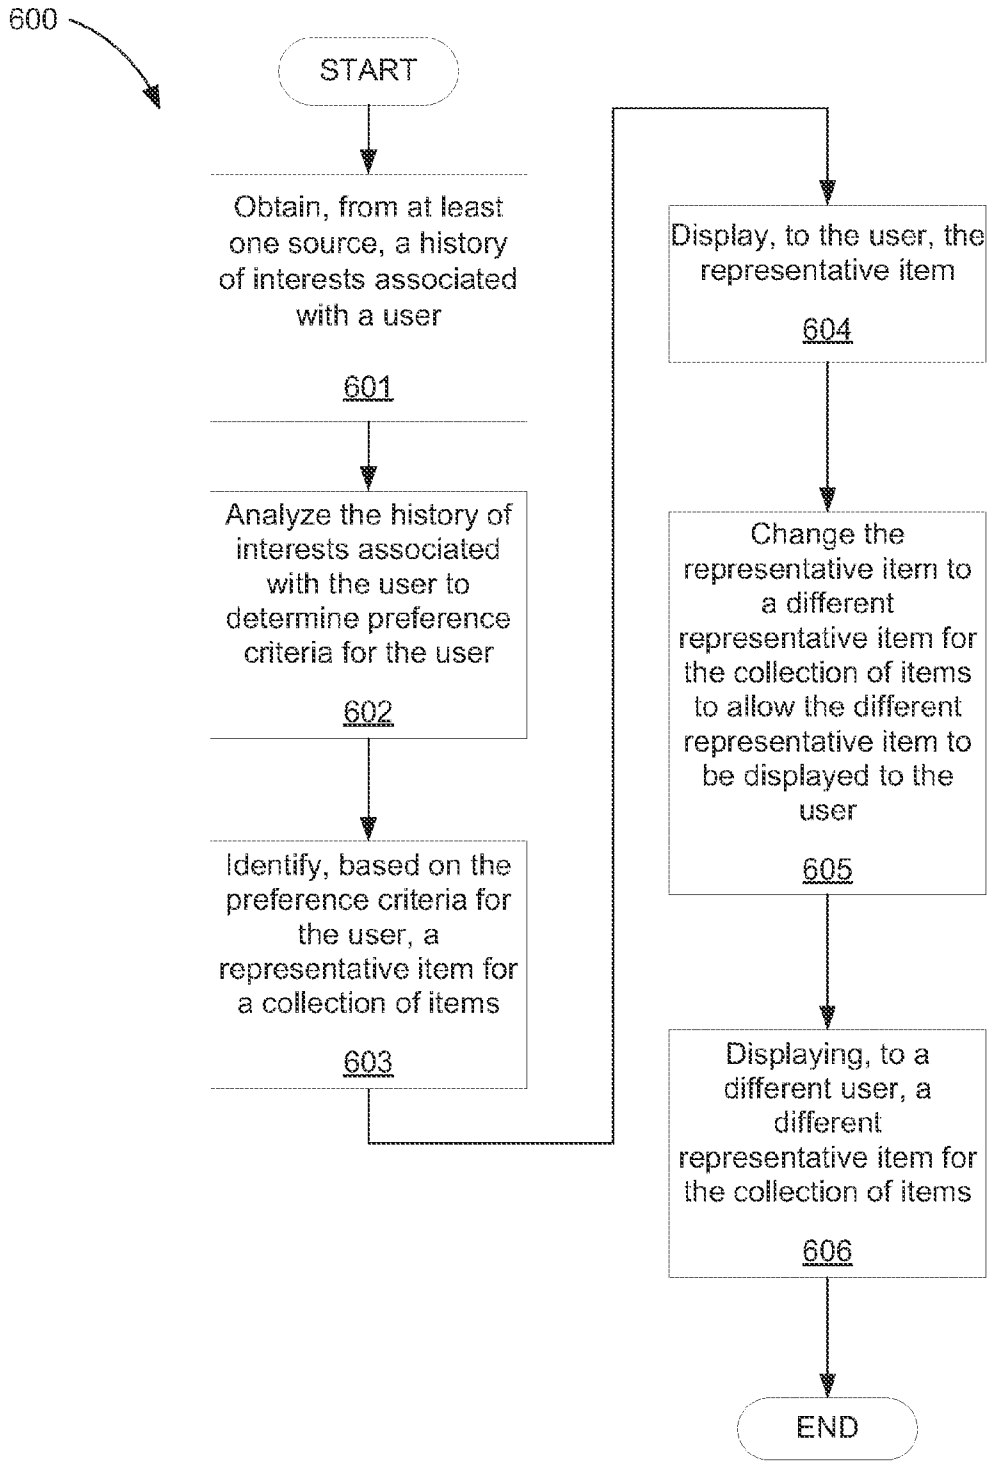 600
START
Obtain, from at least
one source, a history
of interests associated
with a user
601
Analyze the history of
interests associated
with the user to
determine preference
criteria for the user
602
Identify, based on the
preference criteria for
the user, a
representative item for
a collection of items
603
Display, to the user, the
representative item
604
Change the
representative item to
a different
representative item for
the collection of items
to allow the different
representative item to
be displayed to the
user
605
Displaying, to a
different user, a
different
representative item for
the collection of items
606
END